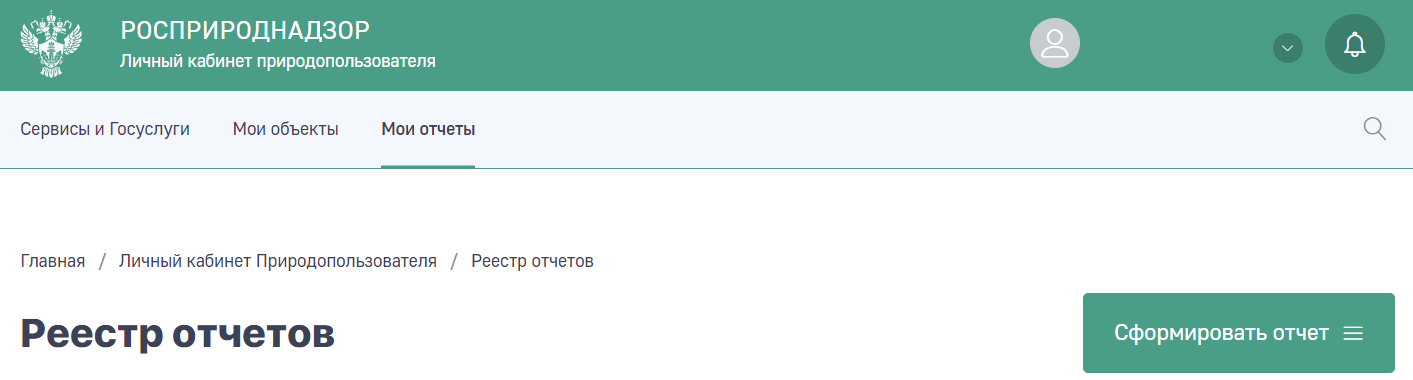 РОСПРИРОДНАДЗОР
Личный кабинет природопользователя
Сервисы и Госуслуги Мои объекты Мои отчеты
Главная / Личный кабинет Природопользователя / Реестр отчетов
Реестр отчетов
Сформировать отчет